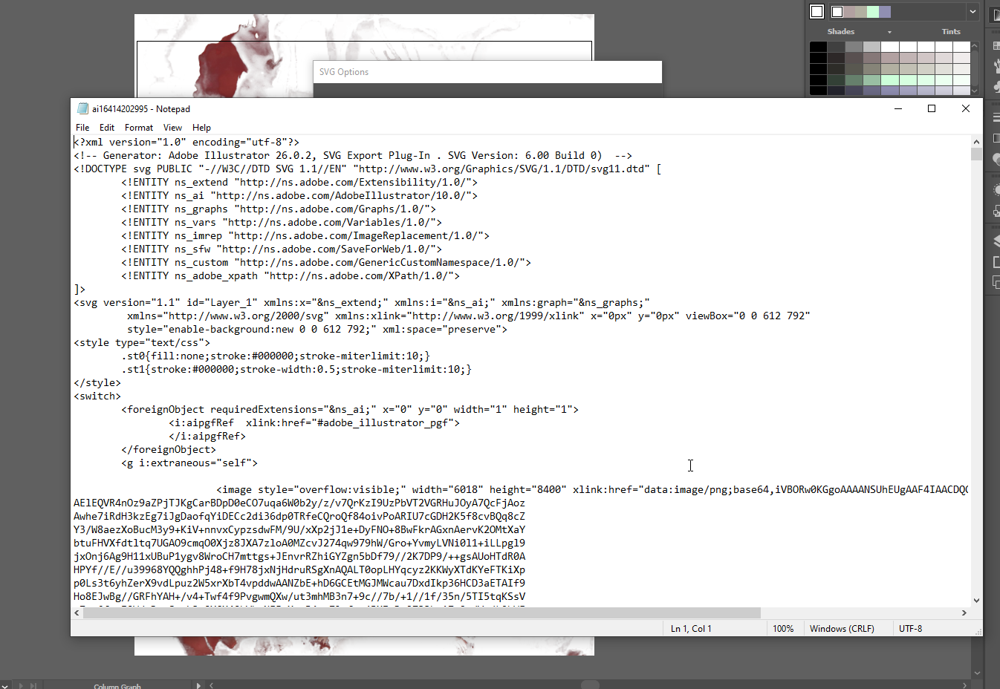 Shades
Tints
SVG Options
ai16414202995 - Notepad
File Edit Format View Help
<?xml version="1.0" encoding="utf-8"?>
<!-- Generator: Adobe Illustrator 26.0.2, SVG Export Plug-In . SVG Version: 6.00 Build 0)  -->
<!DOCTYPE svg PUBLIC "-//W3C//DTD SVG 1.1//EN" "http://www.w3.org/Graphics/SVG/1.1/DTD/svg11.dtd" [
<!ENTITY ns_extend "http://ns.adobe.com/Extensibility/1.0/">
<!ENTITY ns_ai "http://ns.adobe.com/AdobeIllustrator/10.0/">
<!ENTITY ns_graphs "http://ns.adobe.com/Graphs/1.0/">
<!ENTITY ns_vars "http://ns.adobe.com/Variables/1.0/">
<!ENTITY ns_imrep "http://ns.adobe.com/ImageReplacement/1.0/">
<!ENTITY ns_sfw "http://ns.adobe.com/SaveForWeb/1.0/">
<!ENTITY ns_custom "http://ns.adobe.com/GenericCustomNamespace/1.0/">
<!ENTITY ns_adobe_xpath "http://ns.adobe.com/XPath/1.0/">
]>
<svg version="1.1" id="Layer_1" xmlns:x="&ns_extend;" xmlns:i="&ns_ai;" xmlns:graph="&ns_graphs;"
xmlns="http://www.w3.org/2000/svg" xmlns:xlink="http://www.w3.org/1999/xlink" x="0px" y="0px" viewBox="0 0 612 792"
style="enable-background:new 0 0 612 792;" xml:space="preserve">
<style type="text/css">
.st0{fill:none;stroke:#000000;stroke-miterlimit:10;}
.st1{stroke:#000000;stroke-width:0.5;stroke-miterlimit:10;}
</style>
<switch>
<foreignObject requiredExtensions="&ns_ai;" x="0" y="0" width="1" height="1">
<i:aipgfRef  xlink:href="#adobe_illustrator_pgf">
</i:aipgfRef>
</foreignObject>
<g i:extraneous="self">
<image style="overflow:visible;" width="6018" height="8400" xlink:href="data:image/png;base64,iVBORw0KGgoAAAANSUhEUgAAF4IAACDQC
AElEQVR4nOz9aZPjTJKgCarBDpD0eCO7uqa6W0b2y/z/v7QrKzI9UzPbVT2VGRHuJOyA7QcFjAoz
Awhe7iRdH3kzEg7iJgDaofqYiDECc2di36dp0TRfeCQroQf84oivPoARIU7cGDH2K5f8cvBQq8cZ
Y3/W8aezXoBucM3y9+KiV+nnvxCypzsdwFM/9U/xXp2jJ1e+DyFNO+8BwFkrAGxnAervK2OMtXaY
btuFHVXfdtltq7UGAO9cmqO0Xjz8JXA7zloA0MZcvJ274qw979hW/Gro+YvmyLVNi0l1+iLLpgl9
jxOnj6Ag9H11xUBuP1ygv8WroCH7mttgs+JEnvrRZhiGYZgn5bDf79//2K7DP9/++gsAUoHTdR0A
HPYf//E//u39968YQQghhPj48+f9H78jxNjHdruRSgXnAQALT0opLHYqcyz2KKWyXTdKYeFTKiXp
p0Ls3t6yhZerX9vdLpuz2W5xrXbT4vpddwAANZbE+hD6GCEtMGJMWcau7DxdIkp36HCD3aETAIf9
Ho8EJwBg//GRFhYAH+/v4+Twf4f9PvgwmQXw/ut3mhMB3n7+9c//7b/+1//1f/35n/5TI5tqKSsV
Ln 1, Col 1
100%
Windows (CRLF)
UTF-8
Column Graph